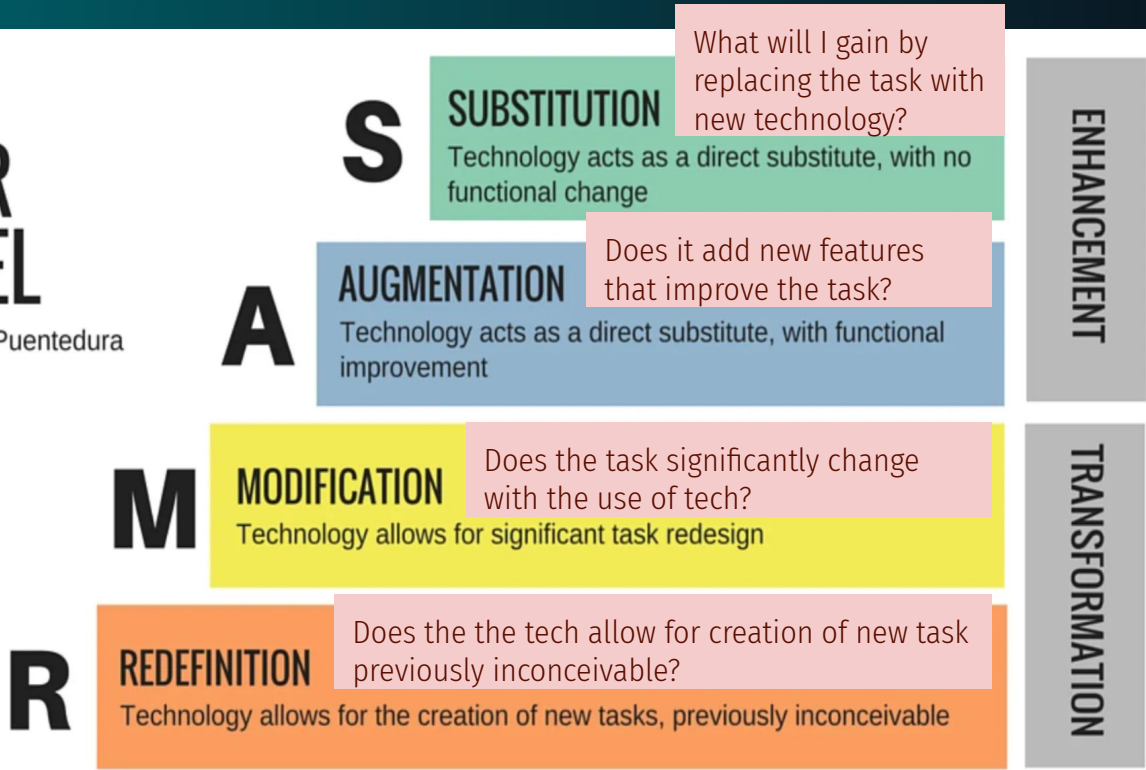 What will I gain by
replacing the task with
new technology?
S
SUBSTITUTION
Technology acts as a direct substitute, with no
functional change
ENHANCEMENT
R
EL
Puentedura
Does it add new features
that improve the task?
A
AUGMENTATION
Technology acts as a direct substitute, with functional
improvement
M
MODIFICATION
Does the task significantly change
with the use of tech?
Technology allows for significant task redesign
TRANSFORMATION
R
REDEFINITION
Does the the tech allow for creation of new task
previously inconceivable?
Technology allows for the creation of new tasks, previously inconceivable